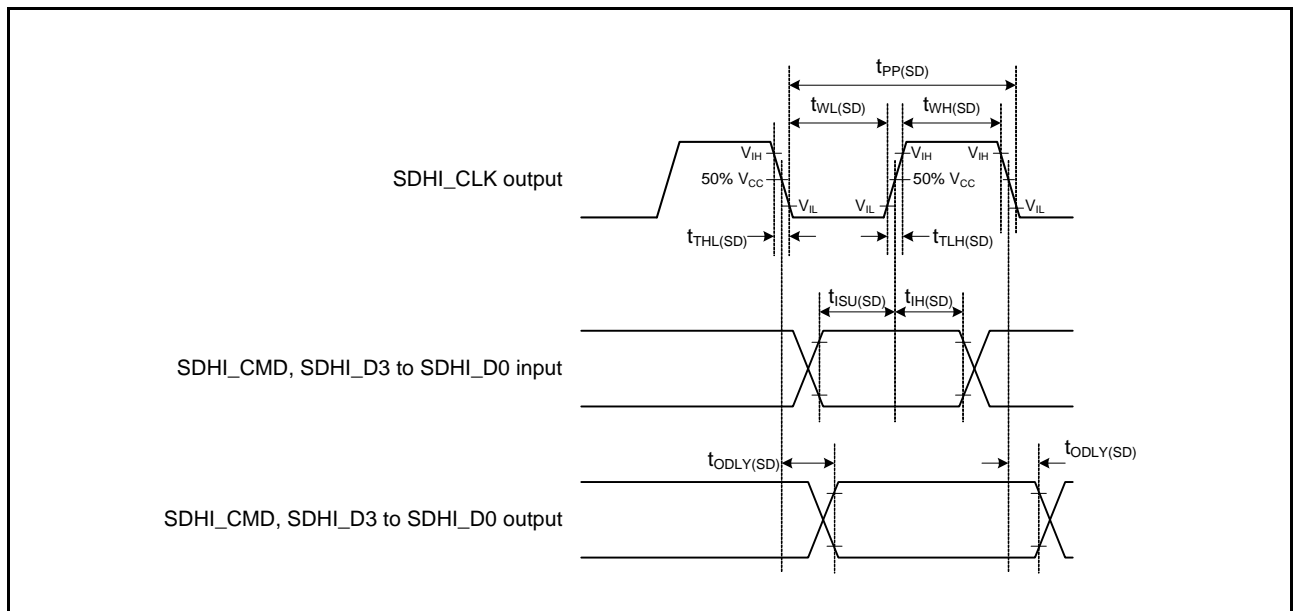 tPP(SD)
tWL(SD) tWH(SD)
VIH VIH VIH
SDHI_CLK output 50% VCC 50% VCC
VIL VIL VIL
tTHL(SD) tTLH(SD)
tISU(SD) tIH(SD)
SDHI_CMD, SDHI_D3 to SDHI_D0 input
tODLY(SD) tODLY(SD)
SDHI_CMD, SDHI_D3 to SDHI_D0 output